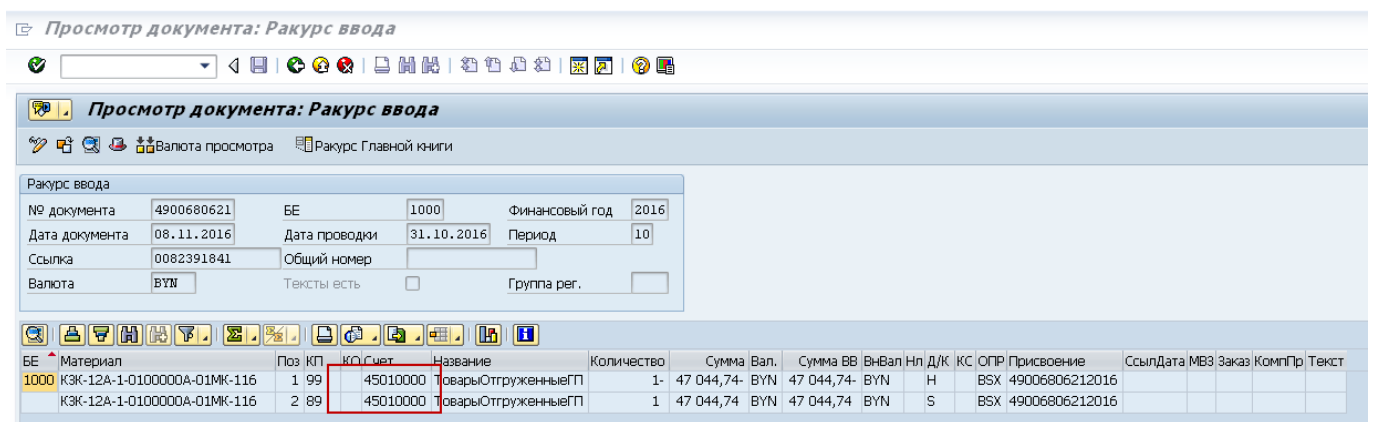 Просмотр документа: Ракурс ввода
Просмотр документа: Ракурс ввода
Валюта просмотра Ракурс Главной книги
Ракурс ввода
№ документа 4900680621 БЕ 1000 Финансовый год 2016
Дата документа 08.11.2016 Дата проводки 31.10.2016 Период 10
Ссылка 0082391841 Общий номер
Валюта BYN Тексты есть Группа рег.
БЕ Материал Поз КП КО Счет Название Количество Сумма Вал. Сумма ВВ ВнВал Нл Д/К КС ОПР Присвоение СсылДата МВЗ Заказ КомпПр Текст
1000 КЗК-12А-1-0100000А-01МК-116 1 99 45010000 ТоварыОтгруженныеГП 1- 47 044,74- BYN 47 044,74- BYN H BSX 49006806212016
КЗК-12А-1-0100000А-01МК-116 2 89 45010000 ТоварыОтгруженныеГП 1 47 044,74 BYN 47 044,74 BYN S BSX 49006806212016